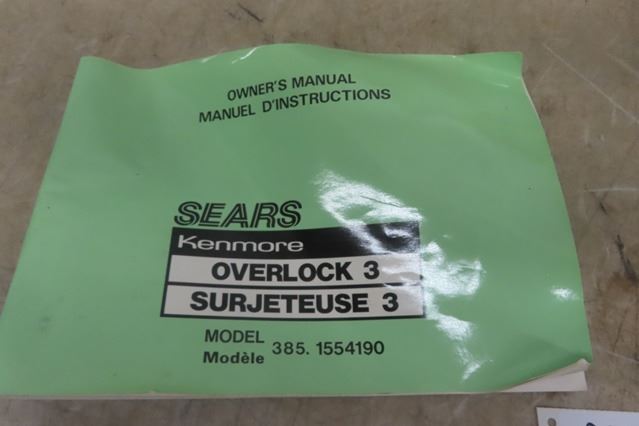 OWNER'S MANUAL
MANUEL D'INSTRUCTIONS
SEARS
Kenmore
OVERLOCK 3
SURJETEUSE 3
MODEL
Modèle
385. 1554190